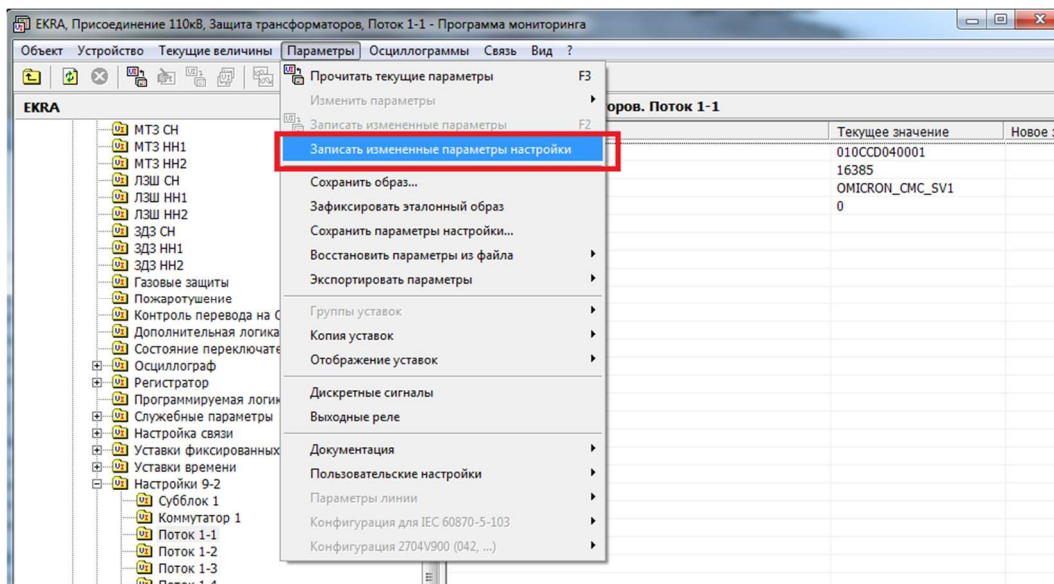 EKRA, Присоединение 110кВ, Защита трансформаторов, Поток 1-1 - Программа мониторинга
Объект Устройство Текущие величины Параметры Осциллограммы Связь Вид ?
EKRA
МТЗ СН
МТЗ НН1
МТЗ НН2
ЛЗШ СН
ЛЗШ НН1
ЛЗШ НН2
ЗДЗ СН
ЗДЗ НН1
ЗДЗ НН2
Газовые защиты
Пожаротушение
Контроль перевода на
Дополнительная логика
Состояние переключате
Осциллограф
Регистратор
Программируемая логик
Служебные параметры
Настройка связи
Уставки фиксированных
Уставки времени
Настройки 9-2
Субблок 1
Коммутатор 1
Поток 1-1
Поток 1-2
Поток 1-3
Поток 1-4
Прочитать текущие параметры F3
Изменить параметры
Записать измененные параметры F2
Записать измененные параметры настройки
Сохранить образ...
Зафиксировать эталонный образ
Сохранить параметры настройки...
Восстановить параметры из файла
Экспортировать параметры
Группы уставок
Копия уставок
Отображение уставок
Дискретные сигналы
Выходные реле
Документация
Пользовательские настройки
Параметры линии
Конфигурация для IEC 60870-5-103
Конфигурация 2704V900 (042, ...)
оров. Поток 1-1
Текущее значение Новое
010CCD040001
16385
OMICRON_CMC_SV1
0